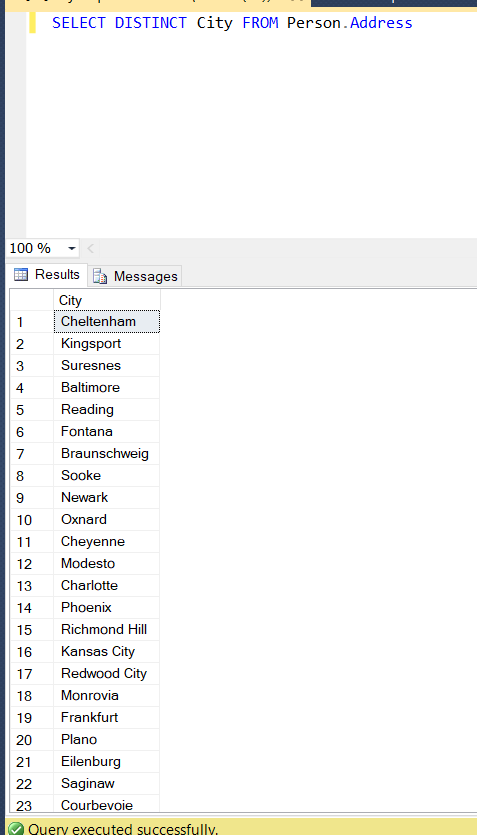 SELECT DISTINCT City FROM Person.Address
100 %
Results Messages
City
1 Cheltenham
2 Kingsport
3 Suresnes
4 Baltimore
5 Reading
6 Fontana
7 Braunschweig
8 Sooke
9 Newark
10 Oxnard
11 Cheyenne
12 Modesto
13 Charlotte
14 Phoenix
15 Richmond Hill
16 Kansas City
17 Redwood City
18 Monrovia
19 Frankfurt
20 Plano
21 Eilenburg
22 Saginaw
23 Courbevoie
Query executed successfully.